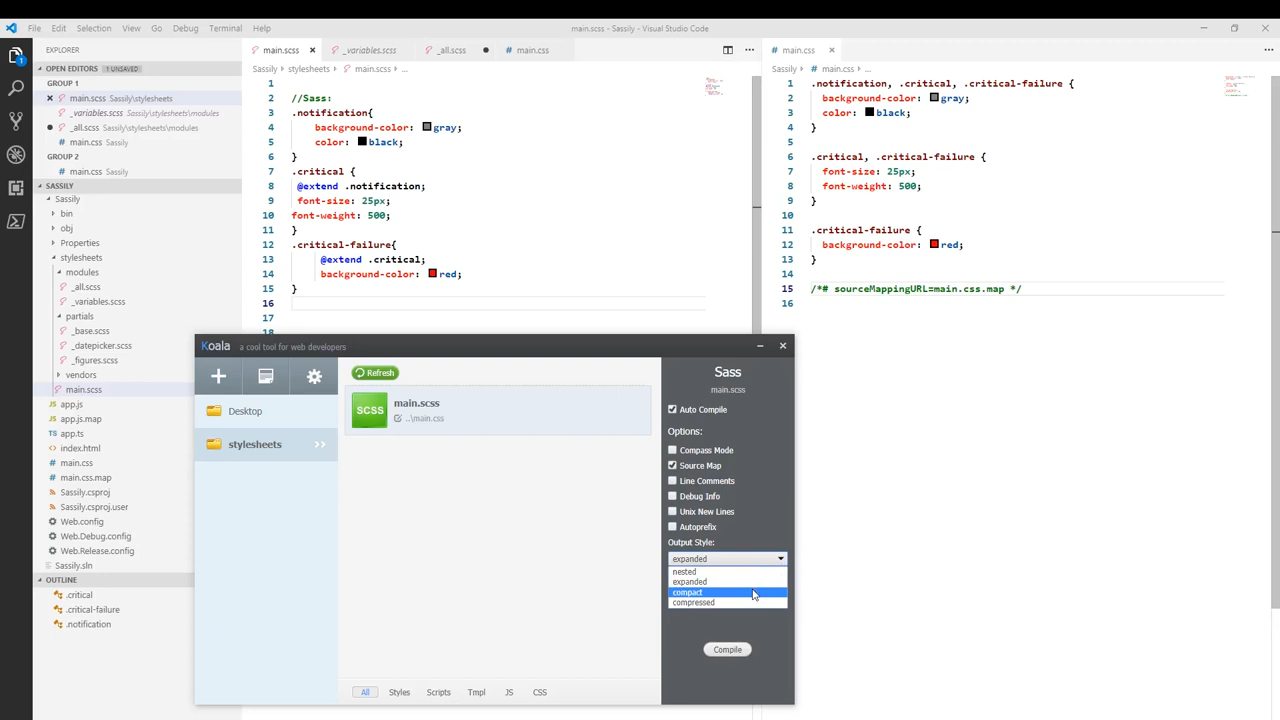 File Edit Selection View Go Debug Terminal Help
main.scss - Sassily - Visual Studio Code
EXPLORER
OPEN EDITORS 1 UNSAVED
GROUP 1
main.scss Sassily\stylesheets
_variables.scss Sassily\stylesheets\modules
_all.scss Sassily\stylesheets\modules
main.css Sassily
GROUP 2
main.css Sassily
SASSILY
Sassily
bin
obj
Properties
stylesheets
modules
_all.scss
_variables.scss
partials
_base.scss
_datepicker.scss
_figures.scss
vendors
main.scss
app.js
app.js.map
app.ts
index.html
main.css
main.css.map
Sassily.csproj
Sassily.csproj.user
Web.config
Web.Debug.config
Web.Release.config
Sassily.sln
OUTLINE
.critical
.critical-failure
.notification
1
main.scss _variables.scss _all.scss main.css
Sassily stylesheets main.scss ...
1
2 //Sass:
3 .notification{
4 background-color: gray;
5 color: black;
6 }
7 .critical {
8 @extend .notification;
9 font-size: 25px;
10 font-weight: 500;
11 }
12 .critical-failure{
13 @extend .critical;
14 background-color: red;
15 }
16
17
18
main.css
Sassily main.css ...
1 .notification, .critical, .critical-failure {
2 background-color: gray;
3 color: black;
4 }
5
6 .critical, .critical-failure {
7 font-size: 25px;
8 font-weight: 500;
9 }
10
11 .critical-failure {
12 background-color: red;
13 }
14
15 /*# sourceMappingURL=main.css.map */
16
Koala a cool tool for web developers
Desktop
stylesheets
Refresh
SCSS
main.scss
..\main.css
All Styles Scripts Tmpl JS CSS
Sass
main.scss
Auto Compile
Options:
Compass Mode
Source Map
Line Comments
Debug Info
Unix New Lines
Autoprefix
Output Style:
expanded
nested
expanded
compact
compressed
Compile